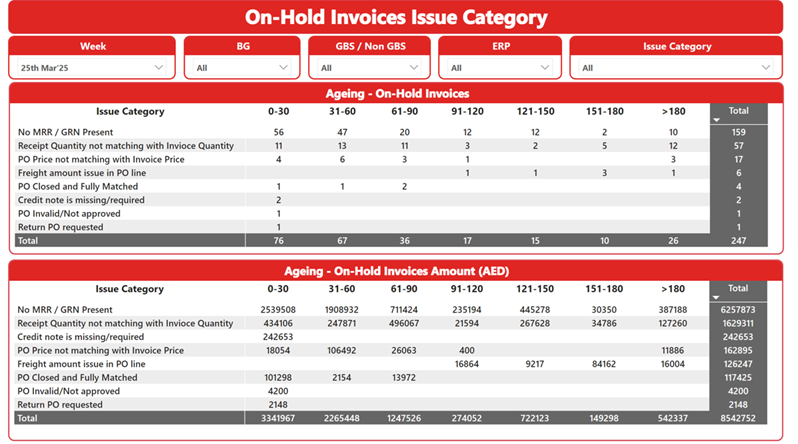 On-Hold Invoices Issue Category
Week BG GBS / Non GBS ERP Issue Category
25th Mar'25 All All All All
Ageing - On-Hold Invoices
Issue Category 0-30 31-60 61-90 91-120 121-150 151-180 >180 Total
No MRR / GRN Present 56 47 20 12 12 2 10 159
Receipt Quantity not matching with Invioce Quantity 11 13 11 3 2 5 12 57
PO Price not matching with Invoice Price 4 6 3 1 3 17
Freight amount issue in PO line 1 1 3 1 6
PO Closed and Fully Matched 1 1 2 4
Credit note is missing/required 2 2
PO Invalid/Not approved 1 1
Return PO requested 1 1
Total 76 67 36 17 15 10 26 247
Ageing - On-Hold Invoices Amount (AED)
Issue Category 0-30 31-60 61-90 91-120 121-150 151-180 >180 Total
No MRR / GRN Present 2539508 1908932 711424 235194 445278 30350 387188 6257873
Receipt Quantity not matching with Invioce Quantity 434106 247871 496067 21594 267628 34786 127260 1629311
Credit note is missing/required 242653 242653
PO Price not matching with Invoice Price 18054 106492 26063 400 11886 162895
Freight amount issue in PO line 16864 9217 84162 16004 126247
PO Closed and Fully Matched 101298 2154 13972 117425
PO Invalid/Not approved 4200 4200
Return PO requested 2148 2148
Total 3341967 2265448 1247526 274052 722123 149298 542337 8542752